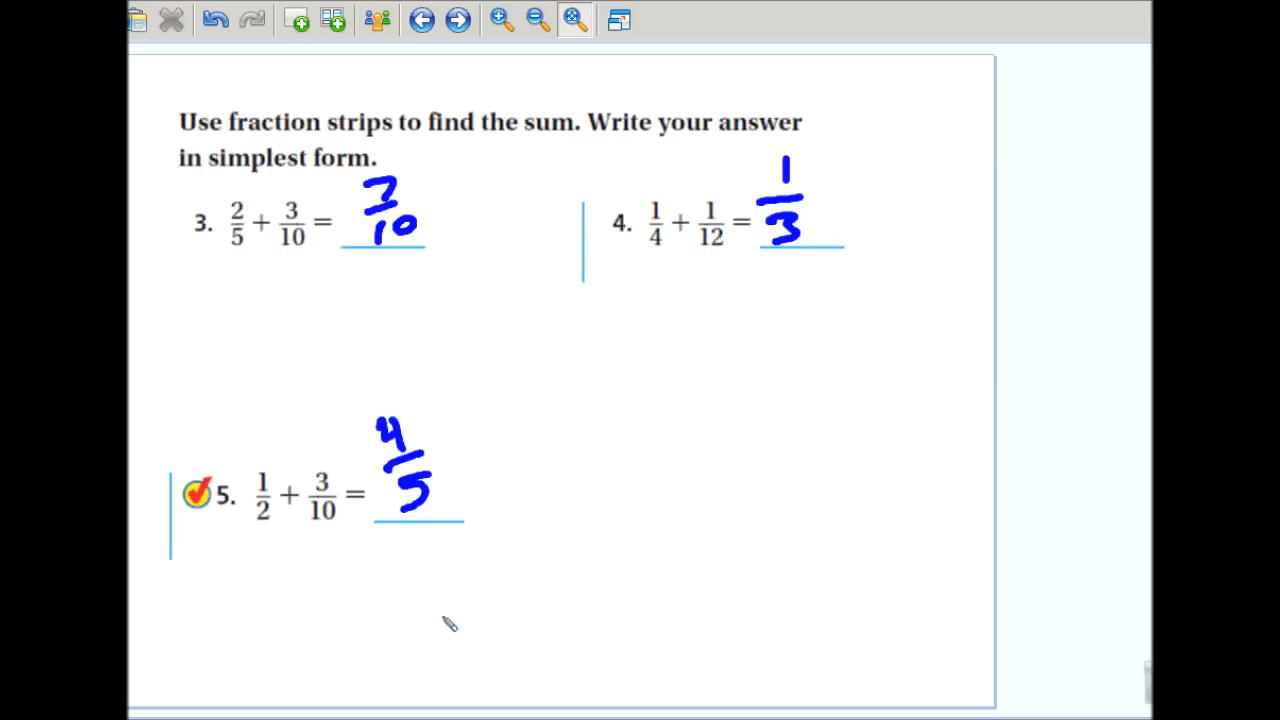 Use fraction strips to find the sum. Write your answer
in simplest form.
3. 2/5 + 3/10 = 7/10
4. 1/4 + 1/12 = 1/3
5. 1/2 + 3/10 = 4/5